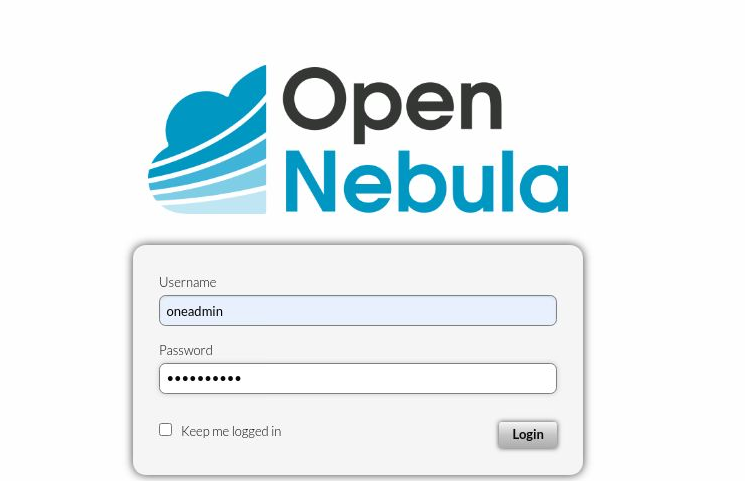 Open
Nebula
Username
oneadmin
Password
••••••••••
Keep me logged in
Login